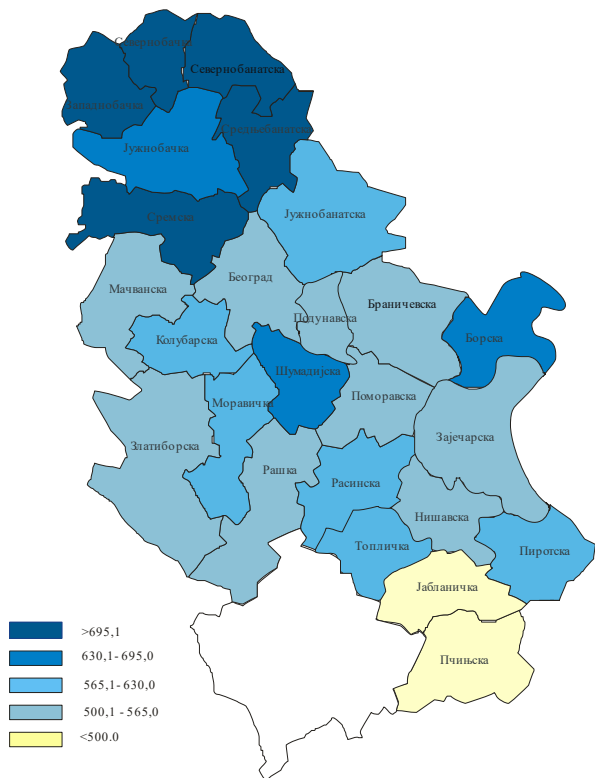 Севернобачка
Севернобанатска
Западнобачка
Средњебанатска
Јужнобачка
Јужнобанатска
Сремска
Београд
Мачванска
Подунавска
Браничевска
Борска
Колубарска
Шумадијска
Моравичка
Поморавска
Зајечарска
Златиборска
Рашка
Расинска
Нишавска
Топличка
Пиротска
Јабланичка
Пчињска
>695,1
630,1-695,0
565,1-630,0
500,1 -565,0
<500.0